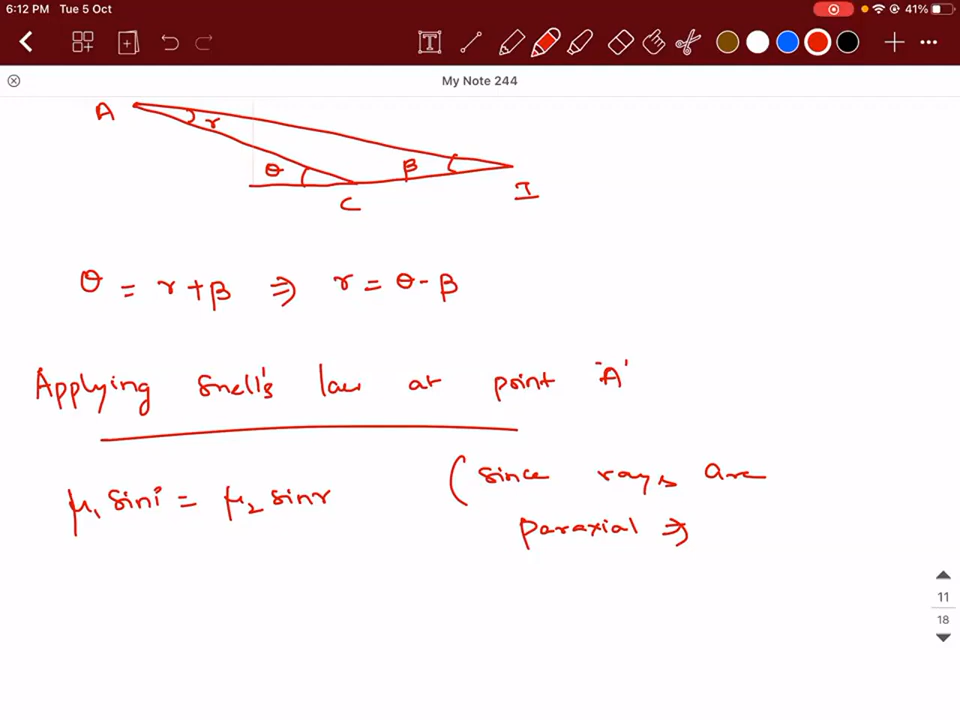 6:12 PM Tue 5 Oct
41%
My Note 244
A
r
θ
β
C
I
θ = r + β ⇒ r = θ - β
Applying Snell's law at point 'A'
μ₁ sini = μ₂ sinr
(since rays are
paraxial ⇒
11
18